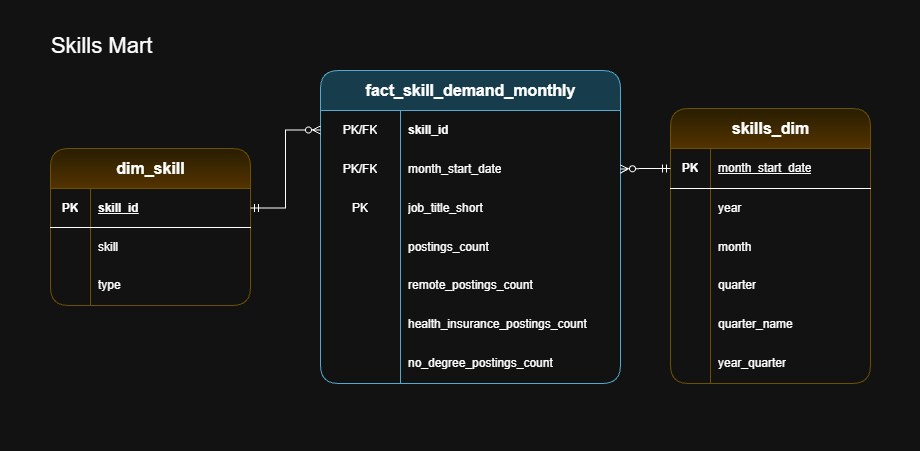 Skills Mart
dim_skill
PK skill_id
skill
type
fact_skill_demand_monthly
PK/FK skill_id
PK/FK month_start_date
PK job_title_short
postings_count
remote_postings_count
health_insurance_postings_count
no_degree_postings_count
skills_dim
PK month_start_date
year
month
quarter
quarter_name
year_quarter